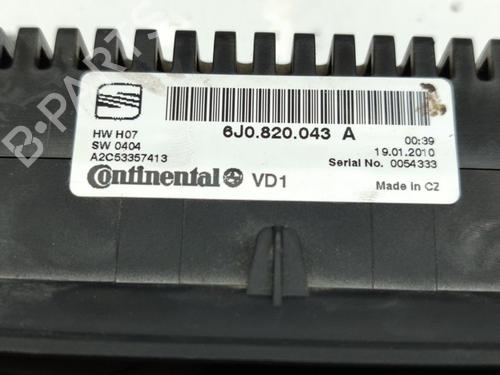 6J0.820.043 A
HW H07
SW 0404
A2C53357413
00:39
19.01.2010
Serial No. 0054333
Continental VD1
Made in CZ
B-PARTS